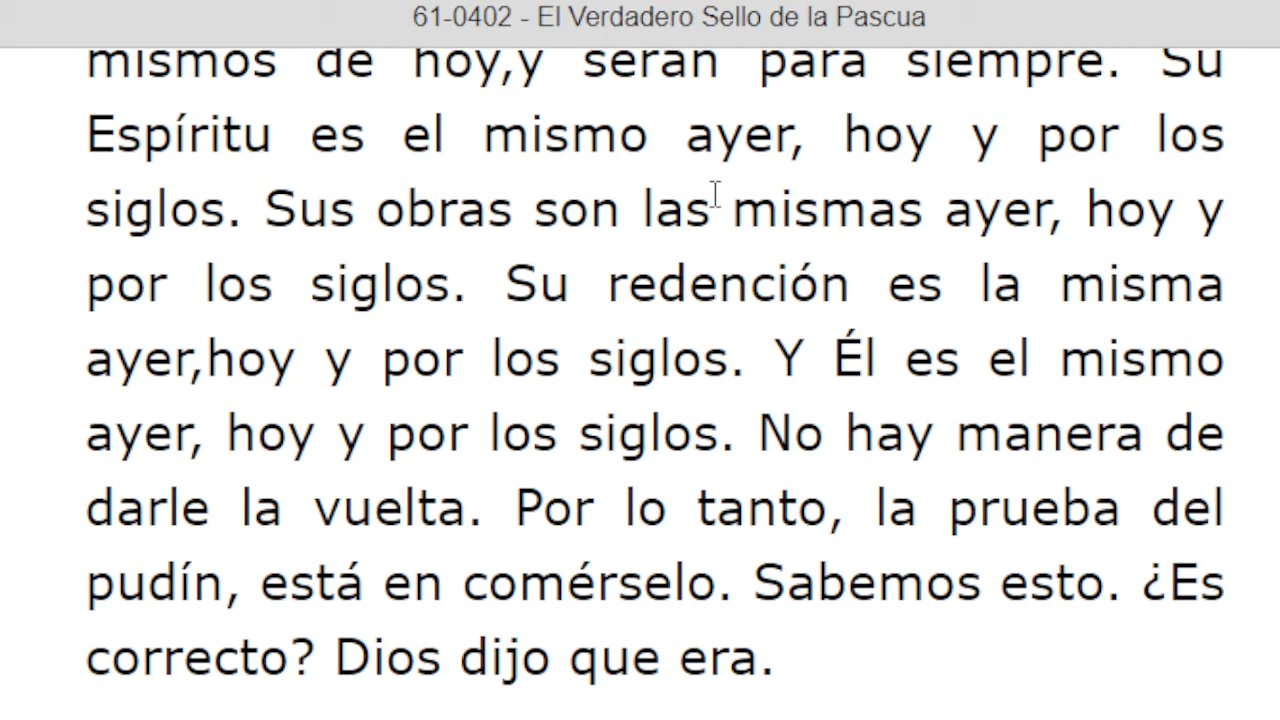 61-0402 - El Verdadero Sello de la Pascua
mismos de hoy,y serán para siempre. Su
Espíritu es el mismo ayer, hoy y por los
siglos. Sus obras son las mismas ayer, hoy y
por los siglos. Su redención es la misma
ayer,hoy y por los siglos. Y Él es el mismo
ayer, hoy y por los siglos. No hay manera de
darle la vuelta. Por lo tanto, la prueba del
pudín, está en comérselo. Sabemos esto. ¿Es
correcto? Dios dijo que era.